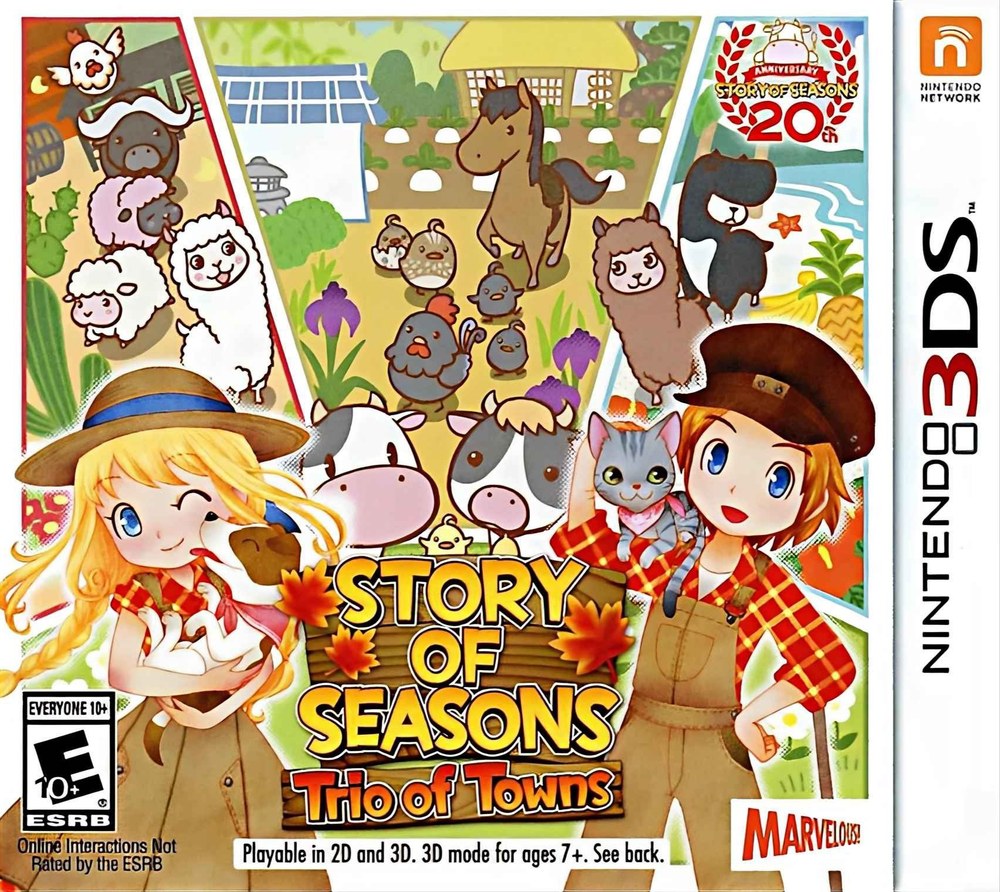 NINTENDO
NETWORK
ANNIVERSARY
STORY OF SEASONS
20th
NINTENDO 3DS™
STORY
OF
SEASONS
Trio of Towns
EVERYONE 10+
E
10+
®
ESRB
Online Interactions Not
Rated by the ESRB
Playable in 2D and 3D. 3D mode for ages 7+. See back.
MARVELOUS!